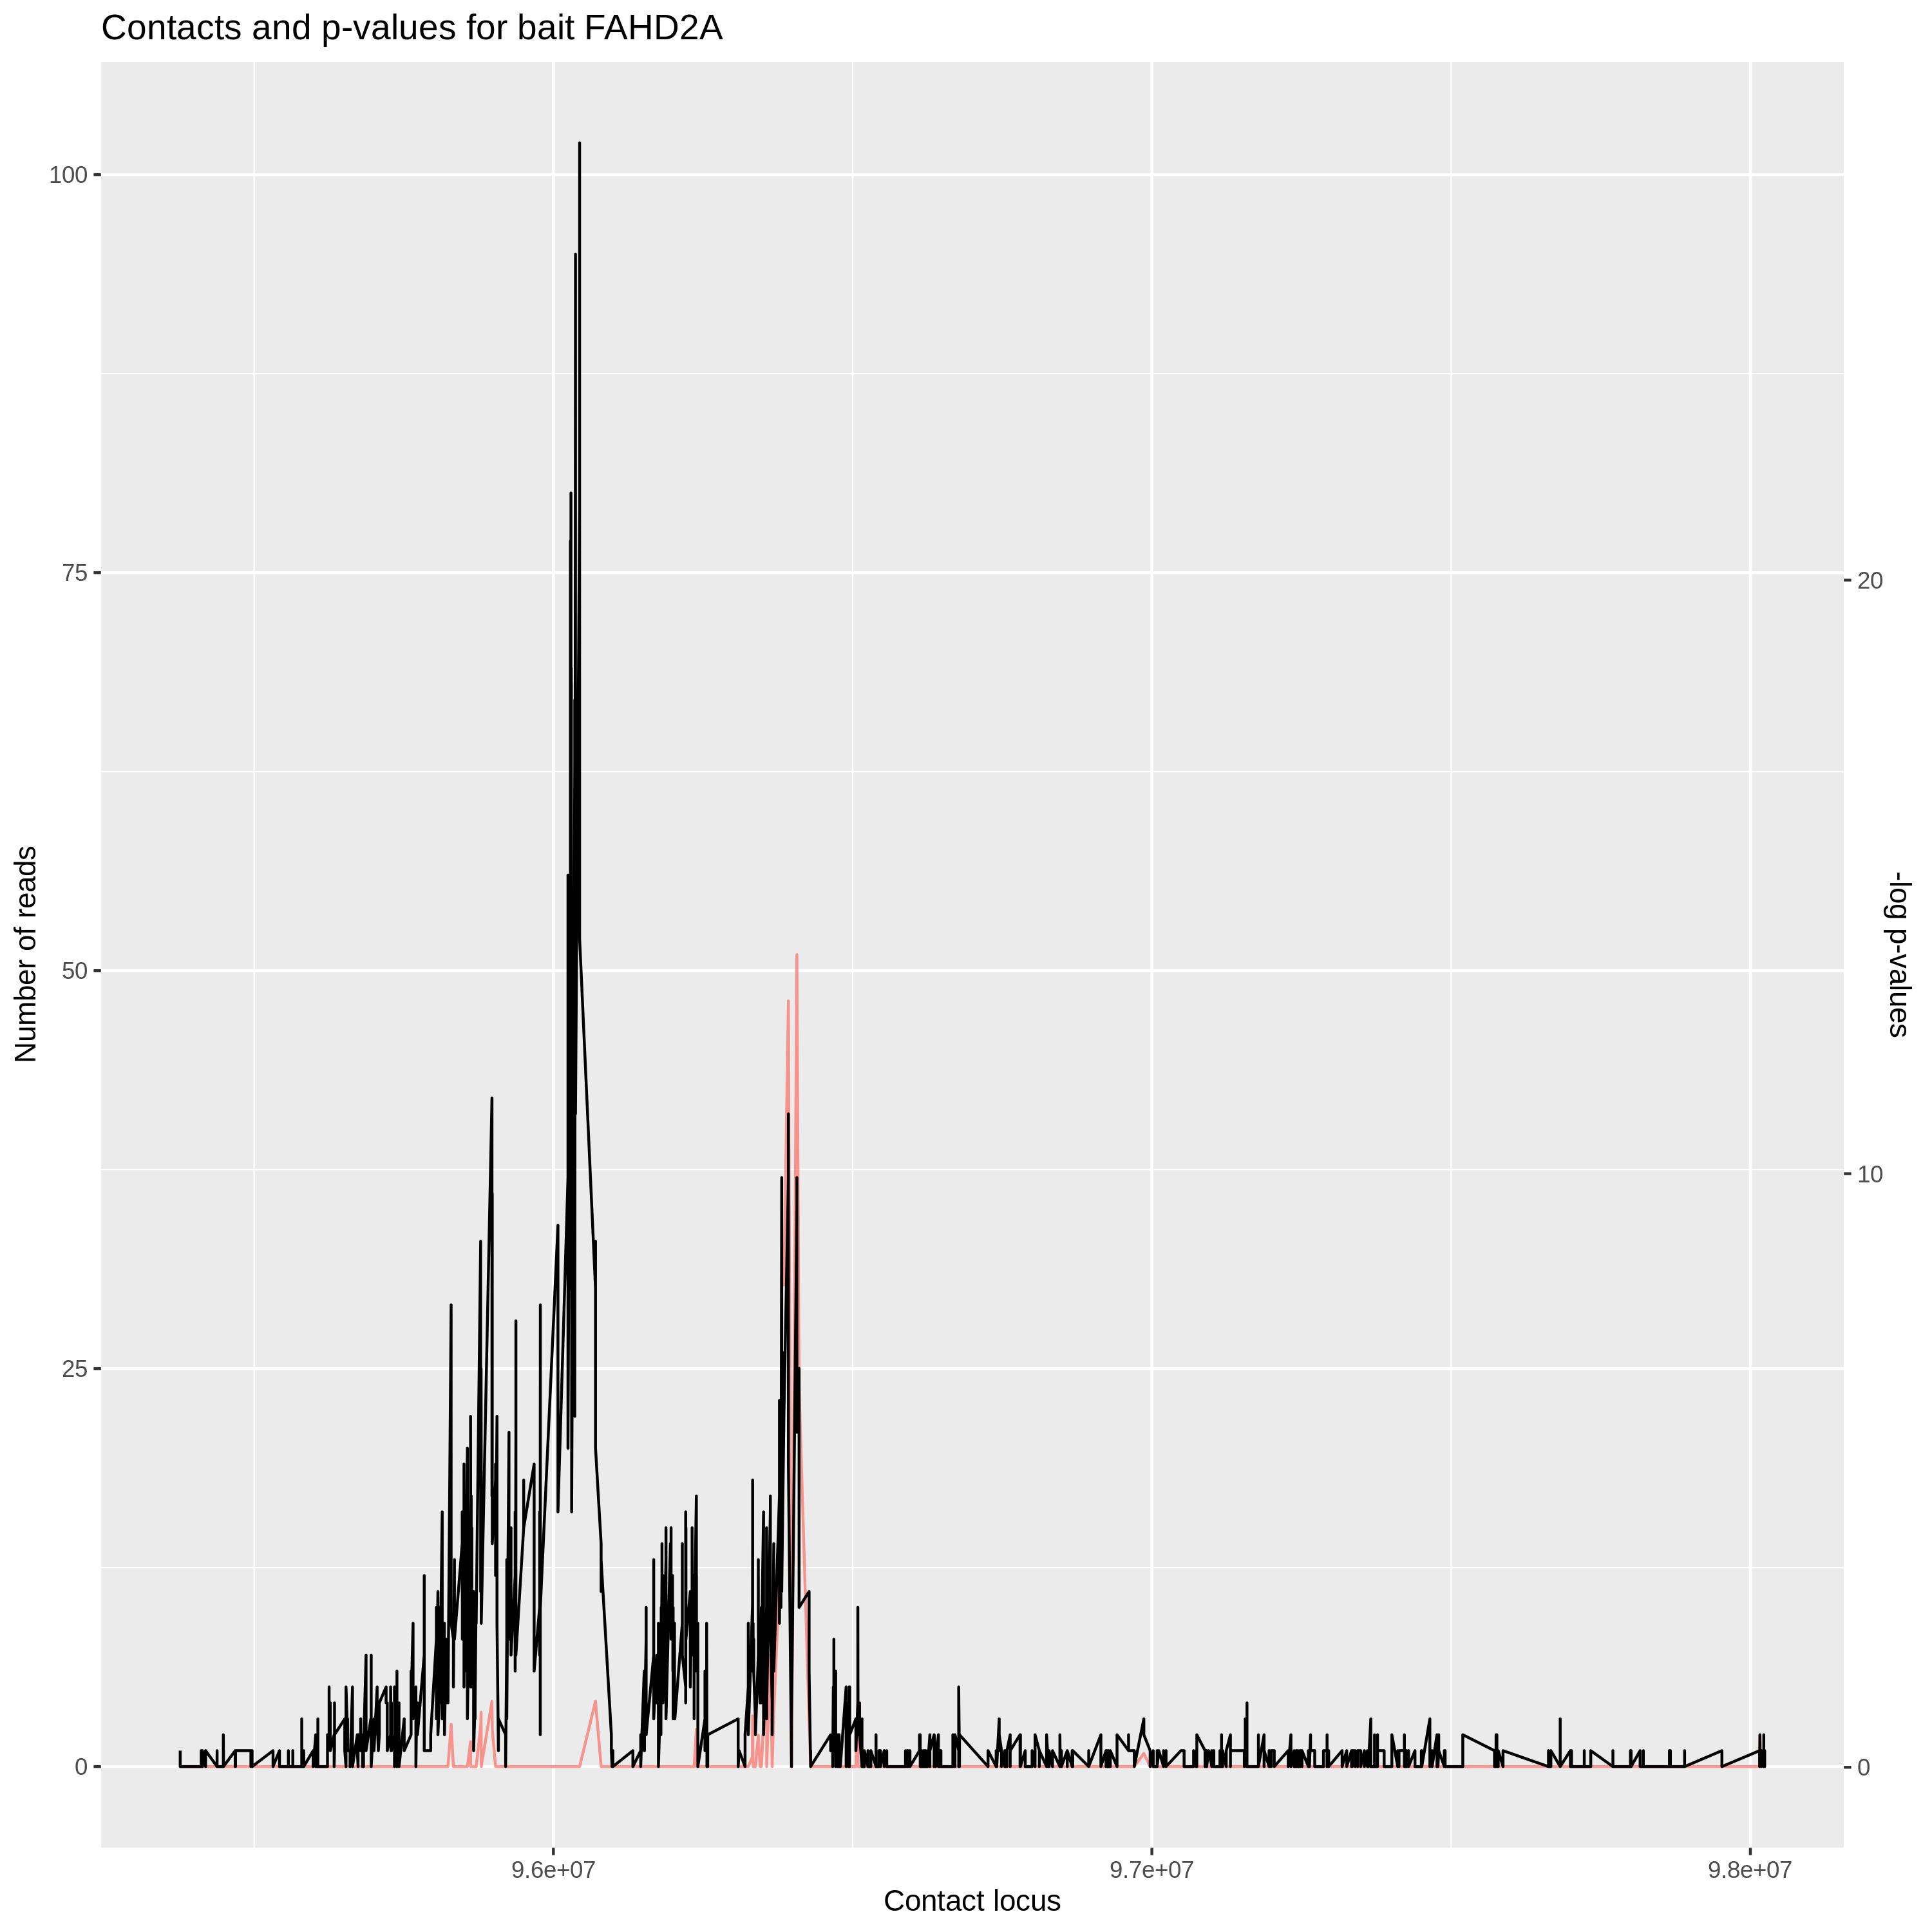 Contacts and p-values for bait FAHD2A
100
75
50
25
0
Number of reads
20
10
0
-log p-values
9.6e+07
9.7e+07
9.8e+07
Contact locus